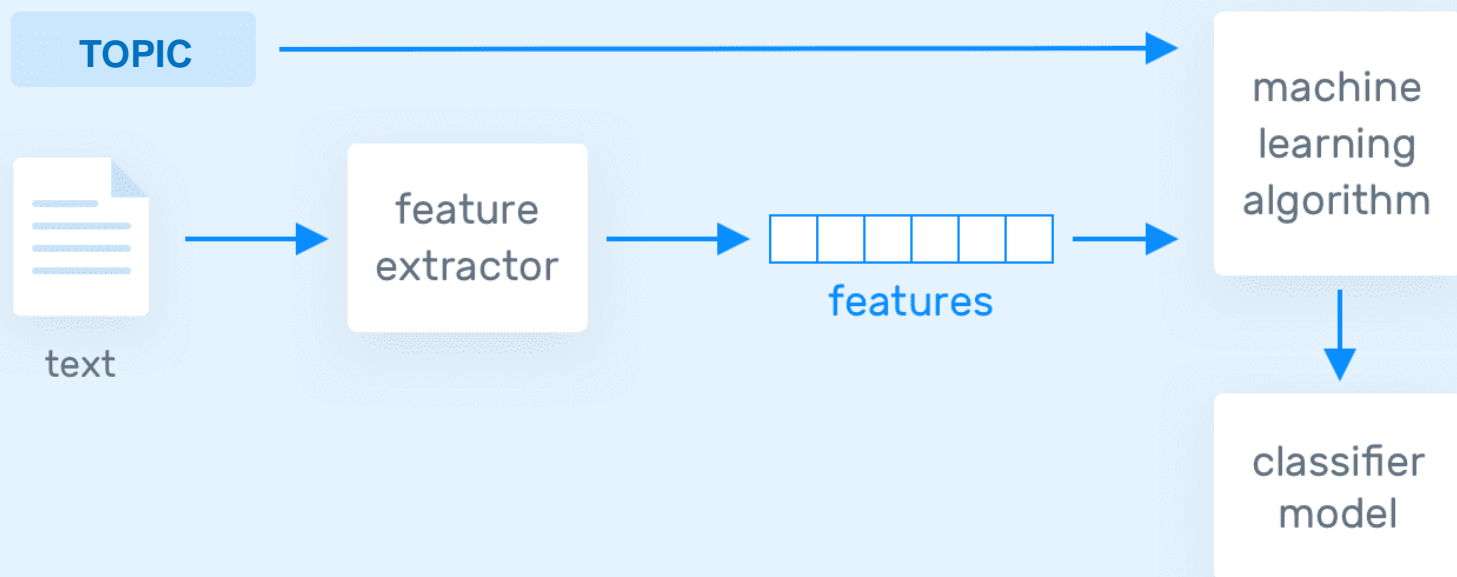 TOPIC
machine
learning
algorithm
feature
extractor
features
text
classifier
model